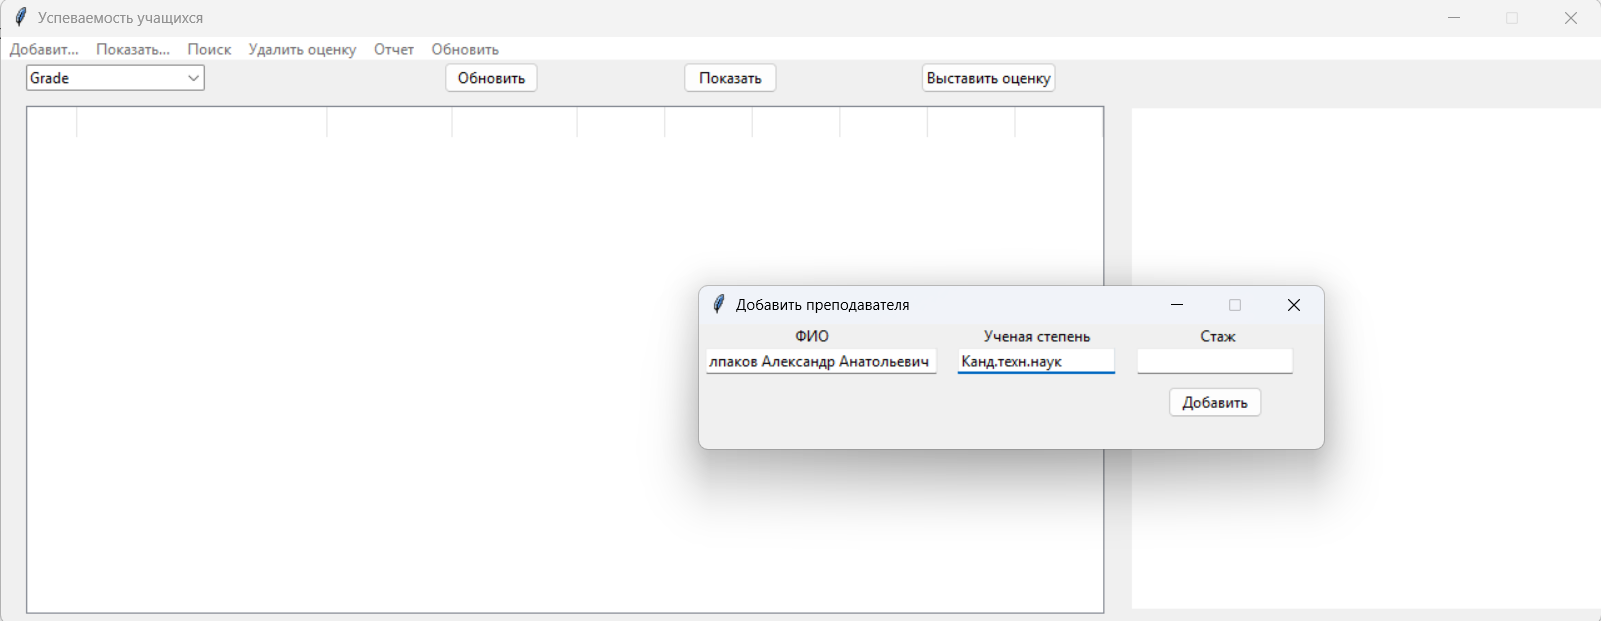 Успеваемость учащихся
Добавит... Показать... Поиск Удалить оценку Отчет Обновить
Grade Обновить Показать Выставить оценку
Добавить преподавателя
ФИО Ученая степень Стаж
лпаков Александр Анатольевич Канд.техн.наук
Добавить